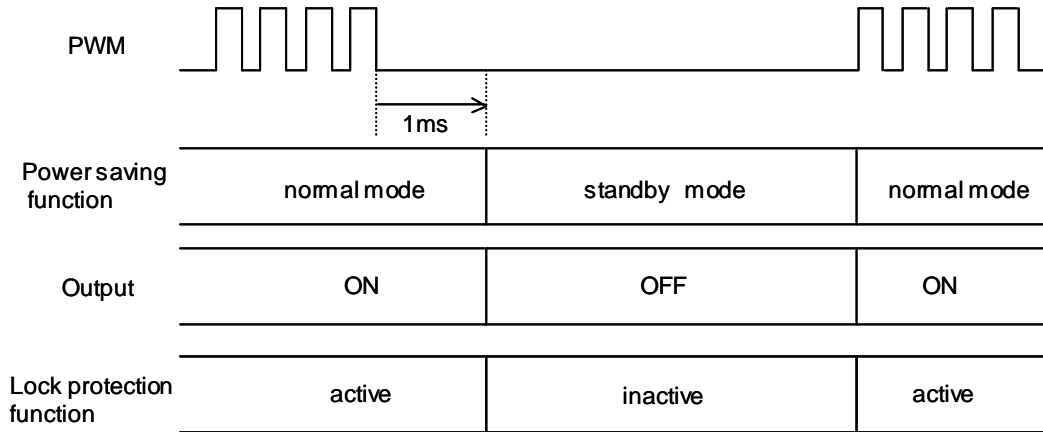 PWM
1ms
Power saving
function
normal mode
standby mode
normal mode
Output
ON
OFF
ON
Lock protection
function
active
inactive
active